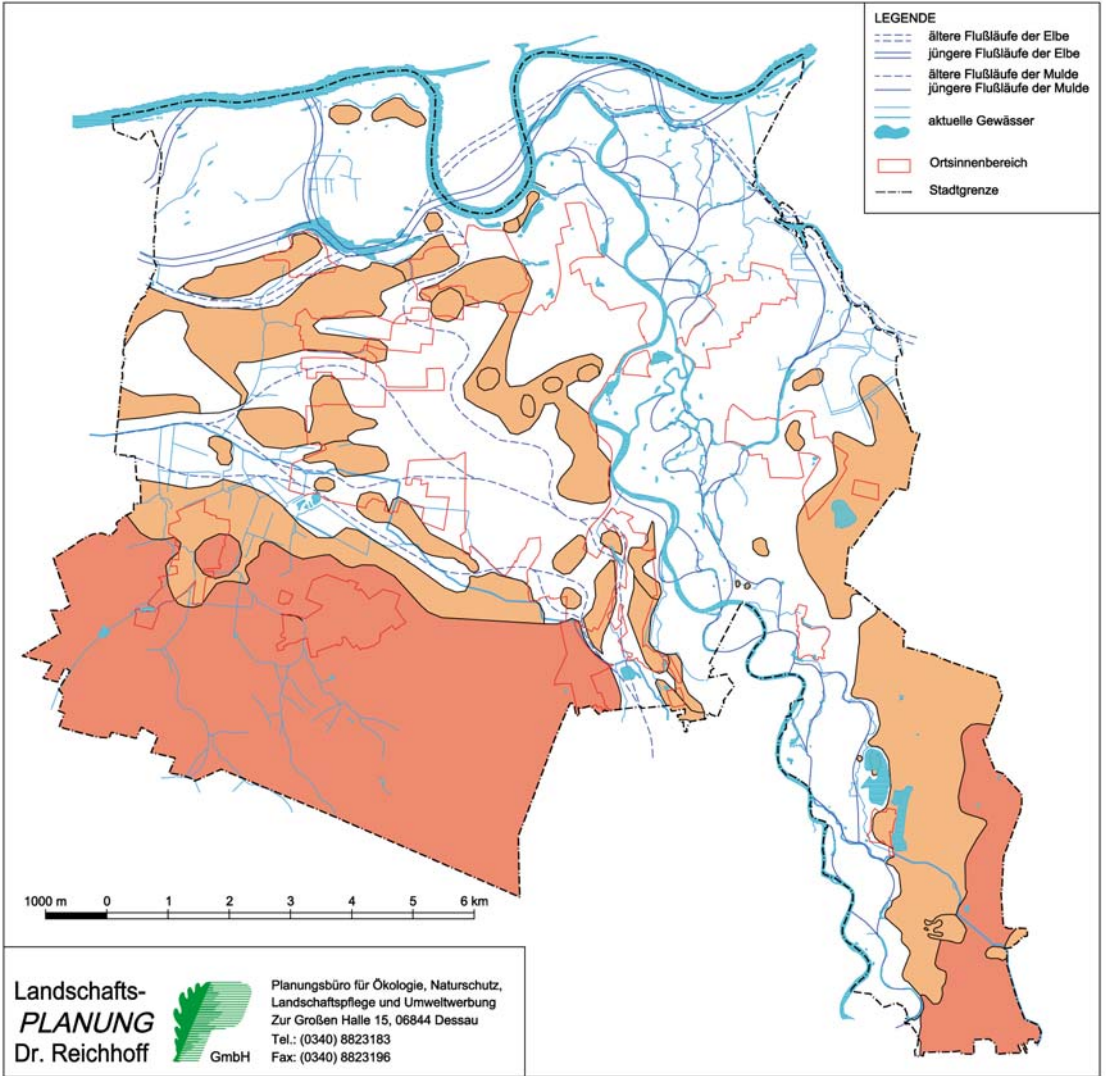 LEGENDE
ältere Flußläufe der Elbe
jüngere Flußläufe der Elbe
ältere Flußläufe der Mulde
jüngere Flußläufe der Mulde
aktuelle Gewässer
Ortsinnenbereich
Stadtgrenze
1000 m 0 1 2 3 4 5 6 km
Landschafts-
PLANUNG
Dr. Reichhoff
GmbH
Planungsbüro für Ökologie, Naturschutz,
Landschaftspflege und Umweltwerbung
Zur Großen Halle 15, 06844 Dessau
Tel.: (0340) 8823183
Fax: (0340) 8823196